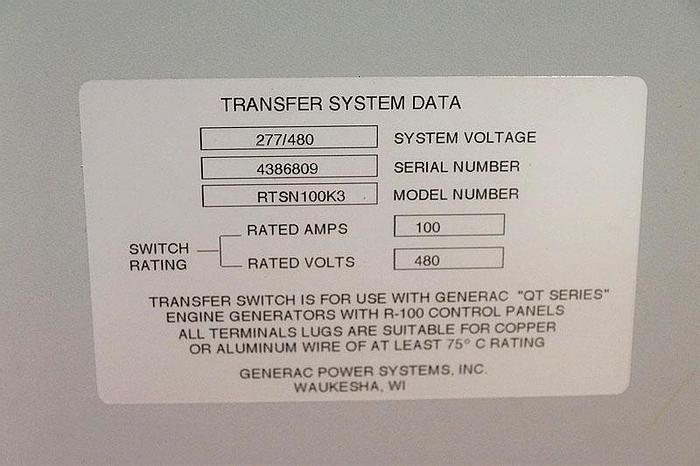 TRANSFER SYSTEM DATA
277/480 SYSTEM VOLTAGE
4386809 SERIAL NUMBER
RTSN100K3 MODEL NUMBER
SWITCH RATING
RATED AMPS 100
RATED VOLTS 480
TRANSFER SWITCH IS FOR USE WITH GENERAC "QT SERIES"
ENGINE GENERATORS WITH R-100 CONTROL PANELS
ALL TERMINALS LUGS ARE SUITABLE FOR COPPER
OR ALUMINUM WIRE OF AT LEAST 75° C RATING
GENERAC POWER SYSTEMS, INC.
WAUKESHA, WI